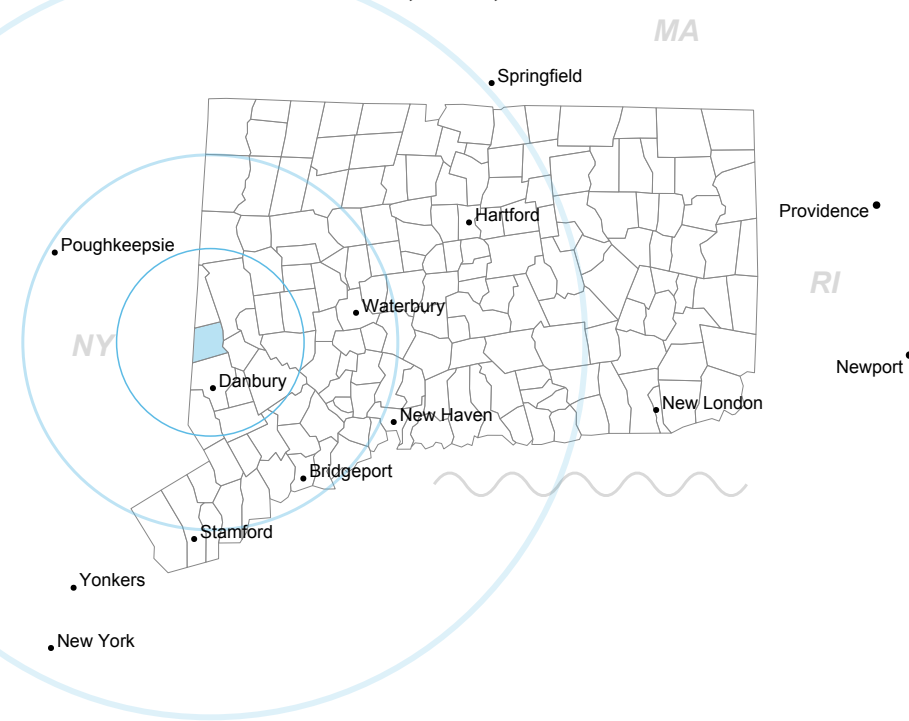 MA
Springfield
Hartford
Providence
Poughkeepsie
RI
Waterbury
NY
Newport
Danbury
New London
New Haven
Bridgeport
Stamford
Yonkers
New York